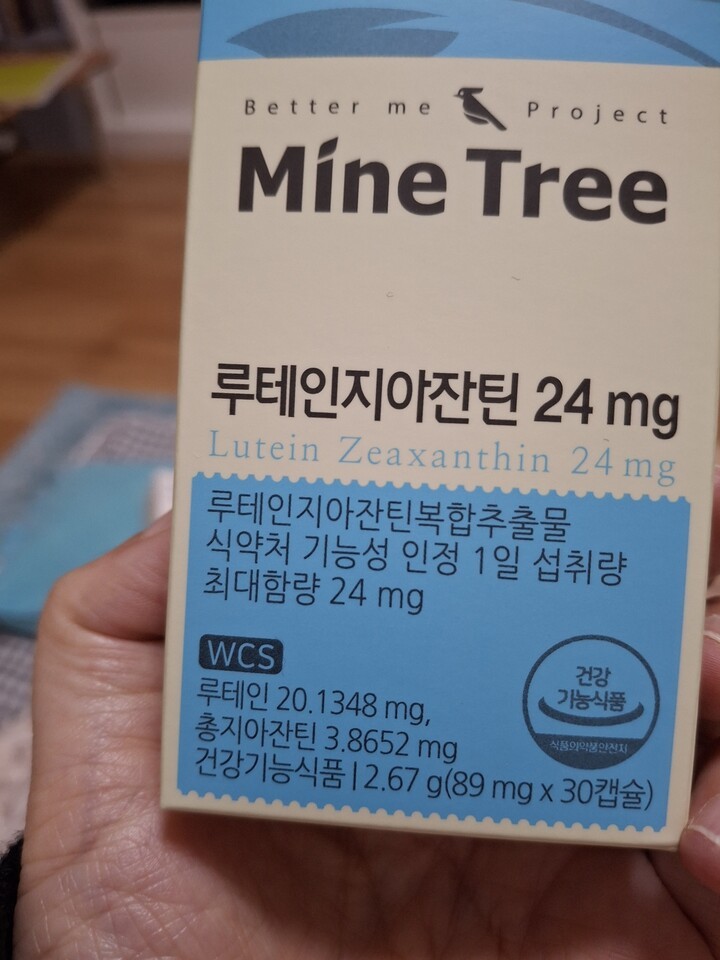 Better me Project
Mine Tree
루테인지아잔틴 24 mg
Lutein Zeaxanthin 24 mg
루테인지아잔틴복합추출물
식약처 기능성 인정 1일 섭취량
최대함량 24 mg
WCS
루테인 20.1348 mg,
총지아잔틴 3.8652 mg
건강기능식품 | 2.67 g(89 mg x 30캡슐)
건강
기능식품
식품의약품안전처